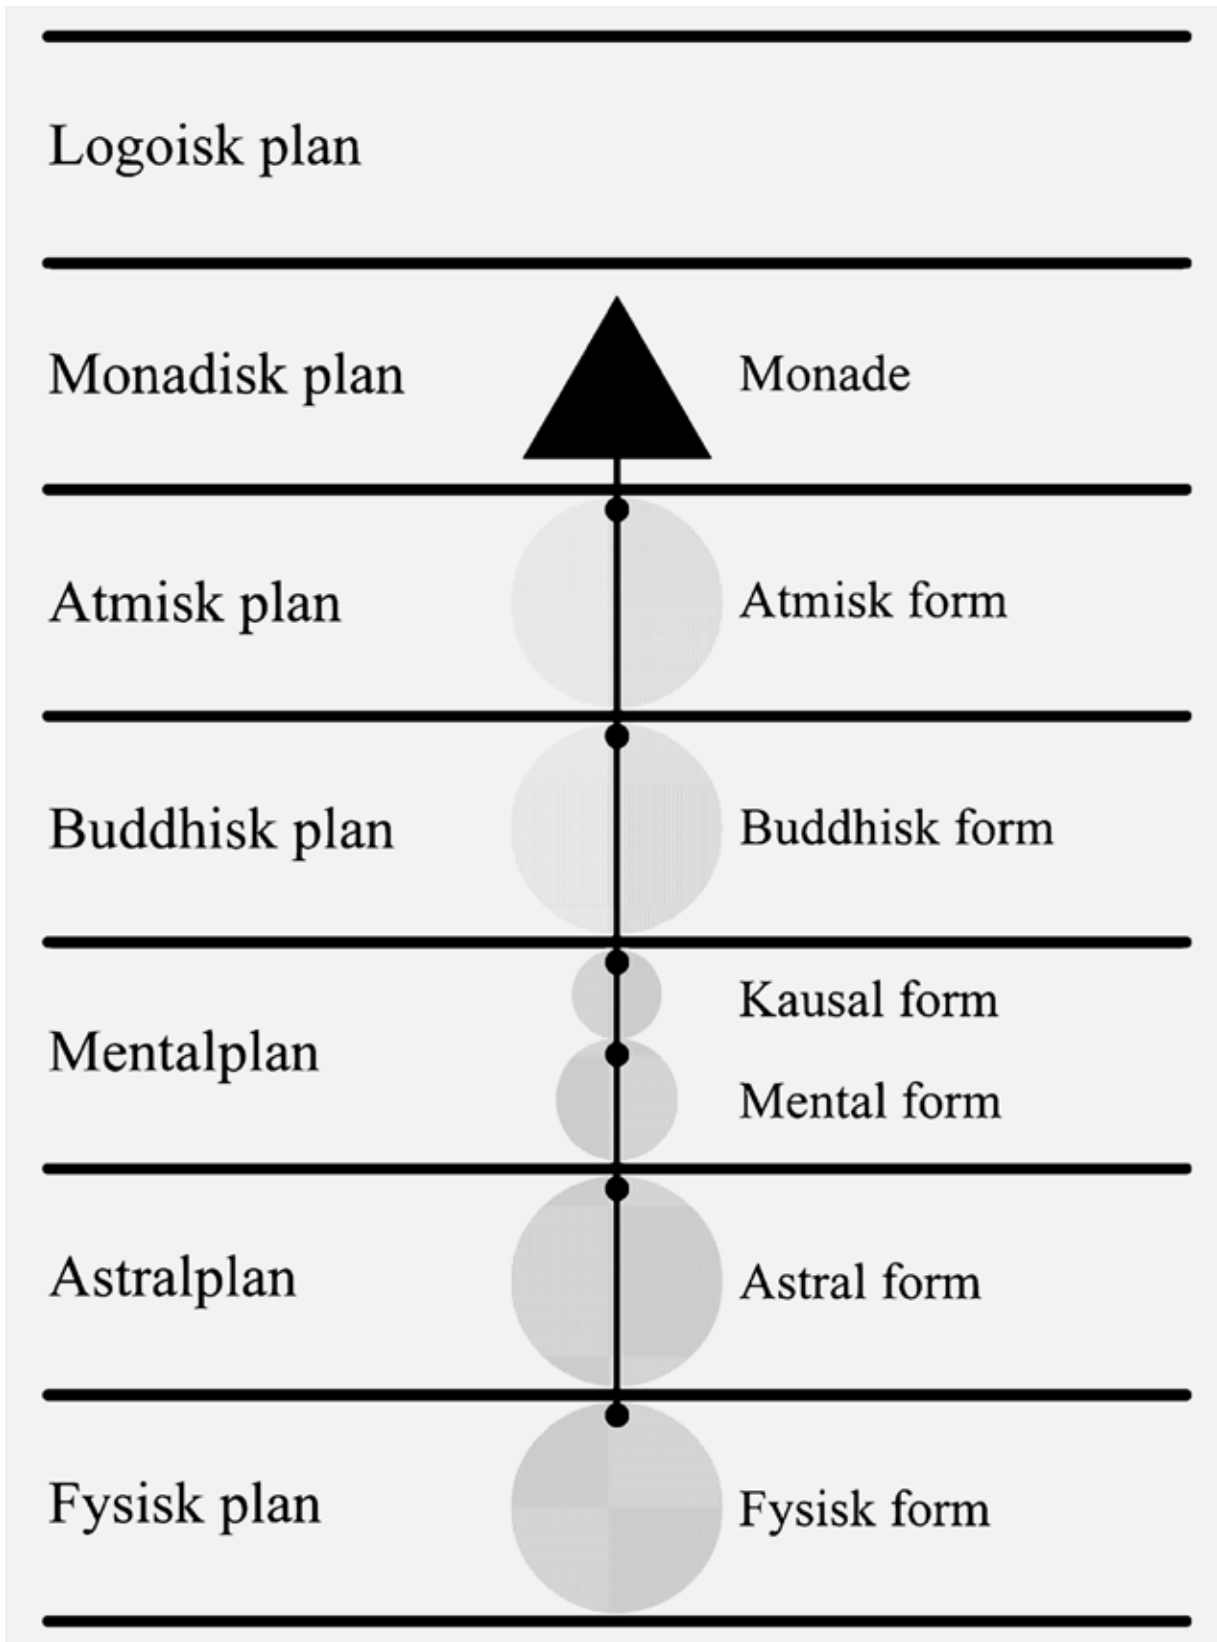 Logoisk plan
Monadisk plan
Monade
Atmisk plan
Atmisk form
Buddhisk plan
Buddhisk form
Kausal form
Mentalplan
Mental form
Astralplan
Astral form
Fysisk plan
Fysisk form